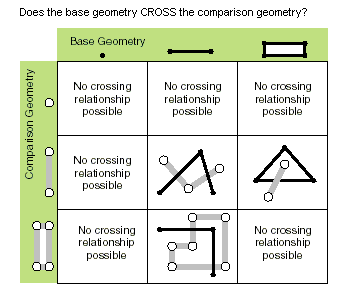 Does the base geometry CROSS the comparison geometry?
Base Geometry
Comparison Geometry
No crossing
relationship
possible
No crossing
relationship
possible
No crossing
relationship
possible
No crossing
relationship
possible
No crossing
relationship
possible
No crossing
relationship
possible